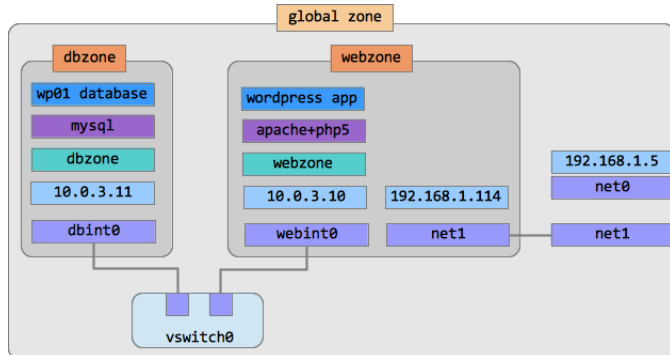 global zone
dbzone
wp01 database
mysql
dbzone
10.0.3.11
dbint0
webzone
wordpress app
apache+php5
webzone
10.0.3.10
192.168.1.114
webint0
net1
192.168.1.5
net0
net1
vswitch0